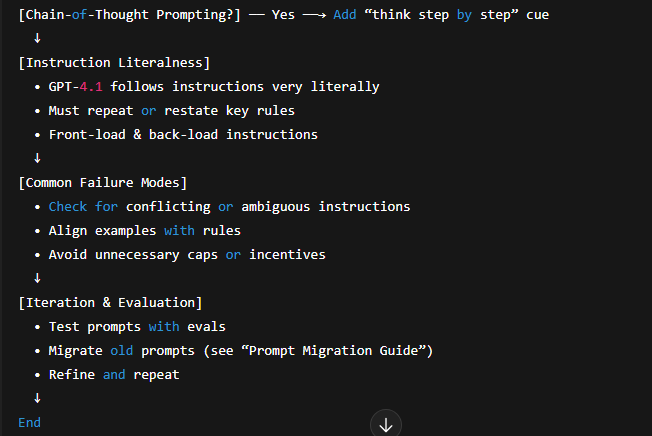 [Chain-of-Thought Prompting?] ── Yes ──→ Add “think step by step” cue
↓
[Instruction Literalness]
• GPT-4.1 follows instructions very literally
• Must repeat or restate key rules
• Front-load & back-load instructions
↓
[Common Failure Modes]
• Check for conflicting or ambiguous instructions
• Align examples with rules
• Avoid unnecessary caps or incentives
↓
[Iteration & Evaluation]
• Test prompts with evals
• Migrate old prompts (see “Prompt Migration Guide”)
• Refine and repeat
↓
End